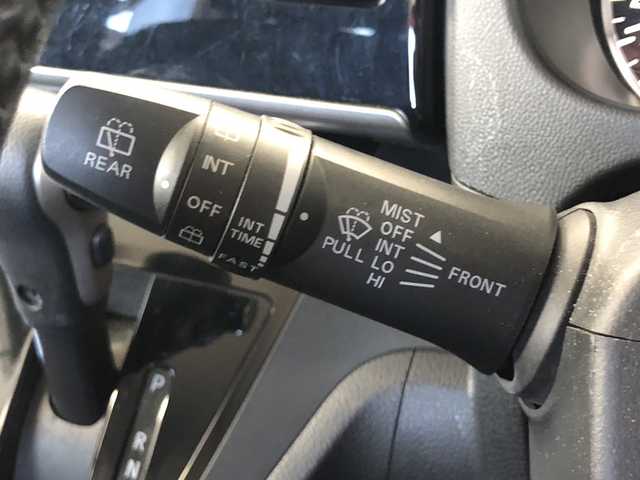 REAR
INT
OFF
INT
TIME
FAST
MIST
OFF
INT
LO
HI
PULL
FRONT
P
R
N